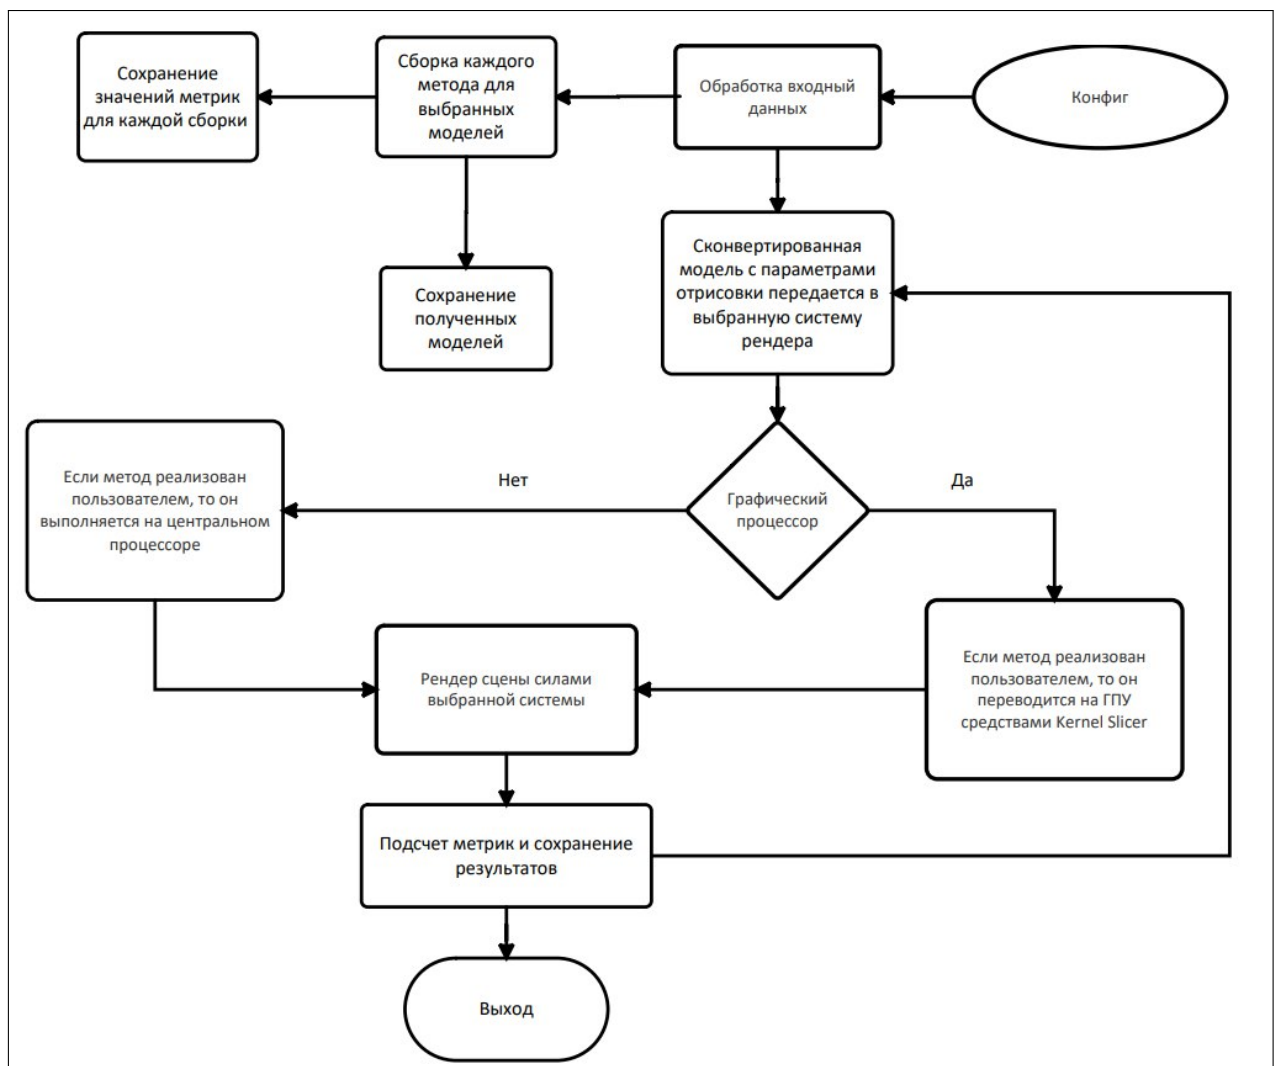 Сохранение
значений метрик
для каждой сборки
Сборка каждого
метода для
выбранных
моделей
Обработка входный
данных
Конфиг
Сохранение
полученных
моделей
Сконвертированная
модель с параметрами
отрисовки передается в
выбранную систему
рендера
Если метод реализован
пользователем, то он
выполняется на центральном
процессоре
Нет
Графический
процессор
Да
Рендер сцены силами
выбранной системы
Если метод реализован
пользователем, то он
переводится на ГПУ
средствами Kernel Slicer
Подсчет метрик и сохранение
результатов
Выход